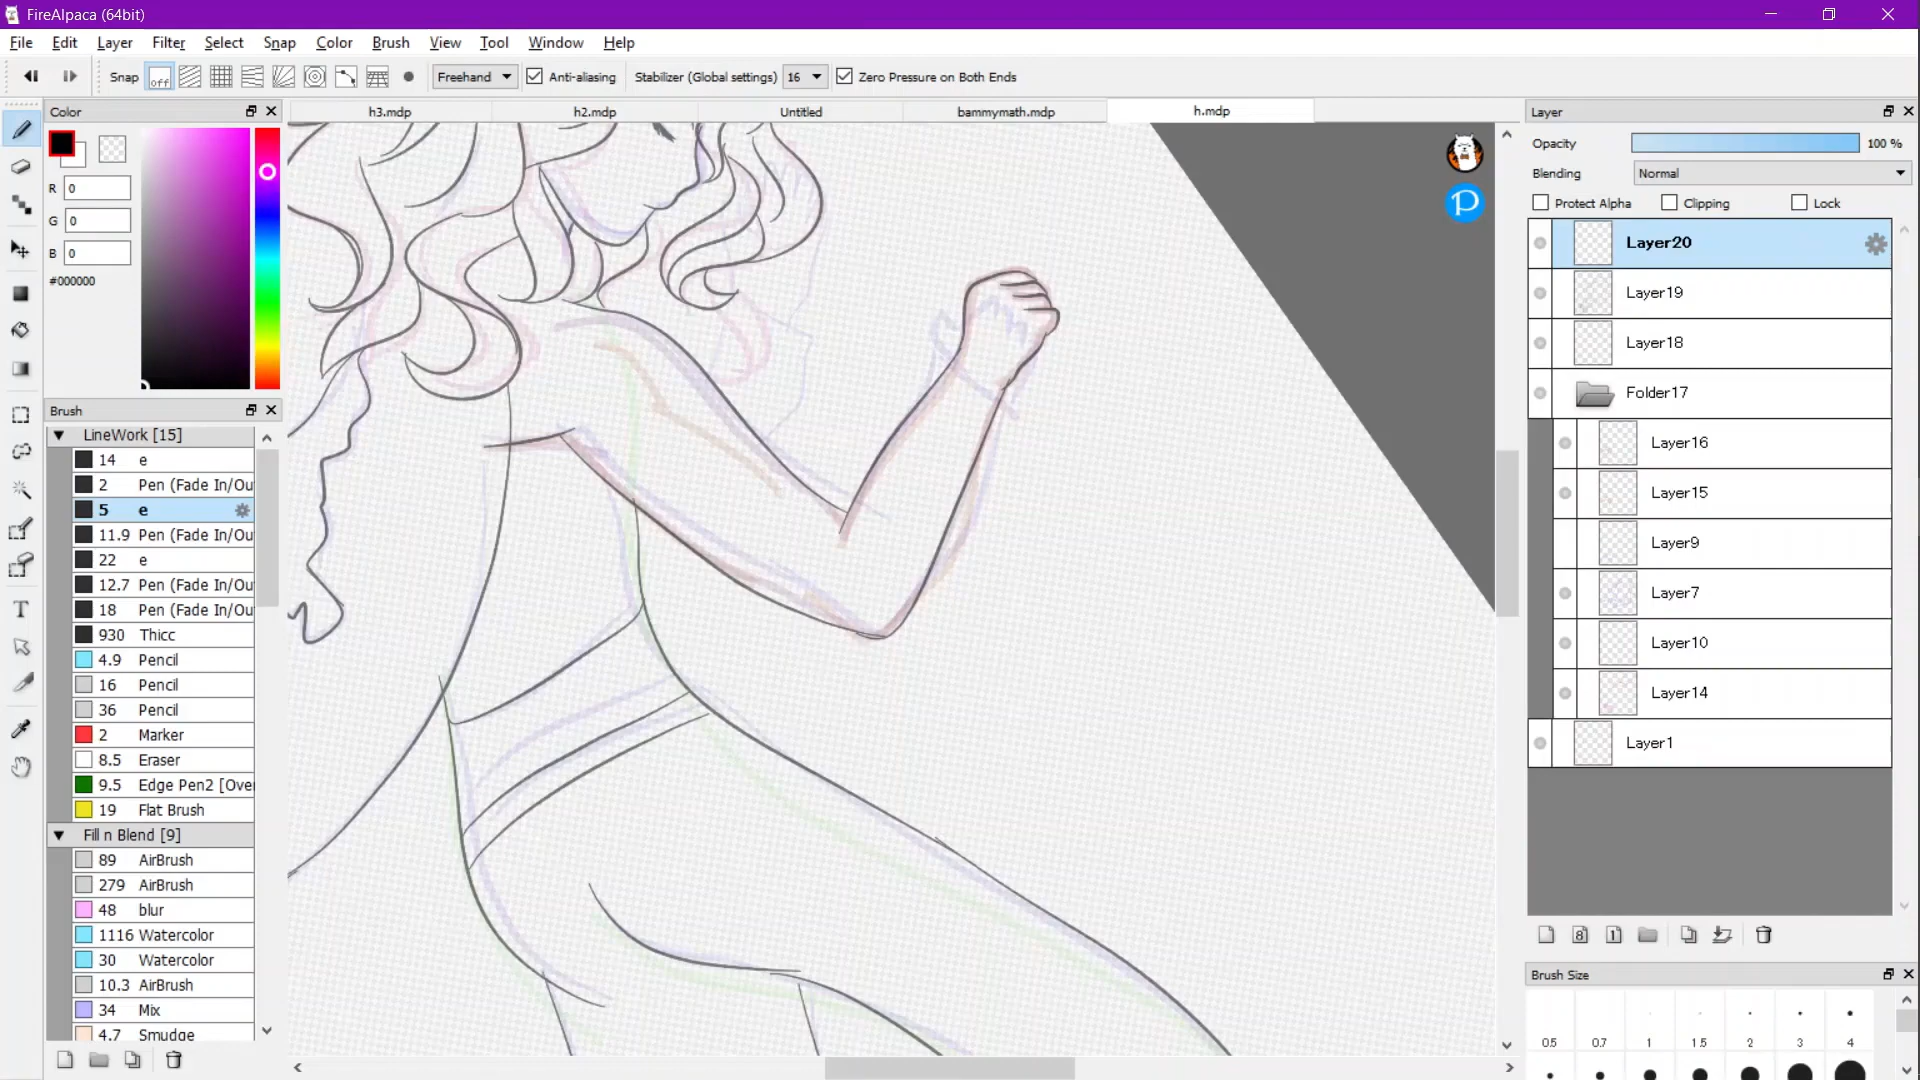 FireAlpaca (64bit)
File Edit Layer Filter Select Snap Color Brush View Tool Window Help
Snap off Freehand Anti-aliasing Stabilizer (Global settings) 16 Zero Pressure on Both Ends
Color
h3.mdp h2.mdp Untitled bammymath.mdp h.mdp
Layer
R 0
G 0
B 0
#000000
Opacity 100 %
Blending Normal
Protect Alpha Clipping Lock
Layer20
Layer19
Layer18
Folder17
Layer16
Layer15
Layer9
Layer7
Layer10
Layer14
Layer1
Brush
LineWork [15]
14 e
2 Pen (Fade In/Ou
5 e
11.9 Pen (Fade In/Ou
22 e
12.7 Pen (Fade In/Ou
18 Pen (Fade In/Ou
930 Thicc
4.9 Pencil
16 Pencil
36 Pencil
2 Marker
8.5 Eraser
9.5 Edge Pen2 [Ove
19 Flat Brush
Fill n Blend [9]
89 AirBrush
279 AirBrush
48 blur
1116 Watercolor
30 Watercolor
10.3 AirBrush
34 Mix
4.7 Smudge
8 1
Brush Size
0.5 0.7 1 1.5 2 3 4
T
P